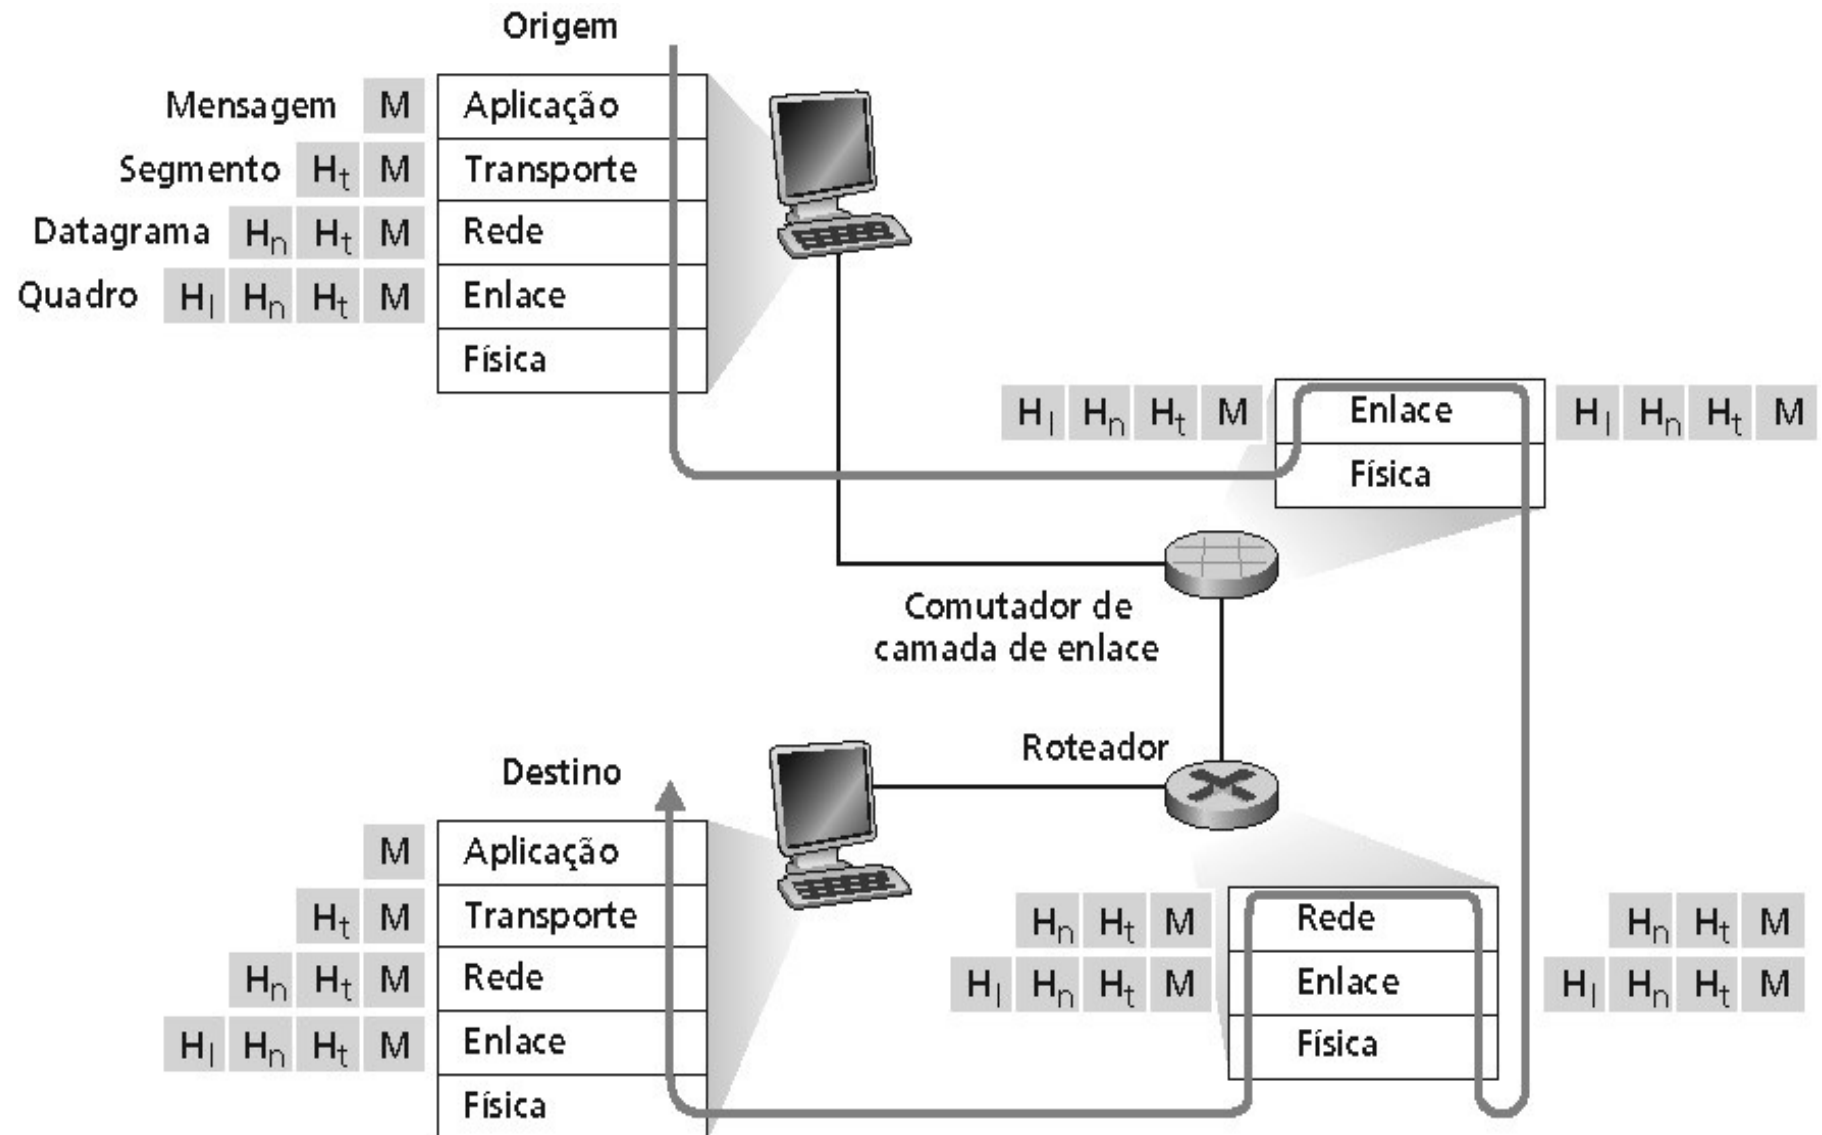 Origem
Mensagem M Aplicação
Segmento Ht M Transporte
Datagrama Hn Ht M Rede
Quadro Hl Hn Ht M Enlace
Física
Hl Hn Ht M Enlace Hl Hn Ht M
Física
Comutador de
camada de enlace
Roteador
Destino
M Aplicação
Ht M Transporte
Hn Ht M Rede
Hl Hn Ht M Enlace
Física
Hn Ht M Rede Hn Ht M
Hl Hn Ht M Enlace Hl Hn Ht M
Física